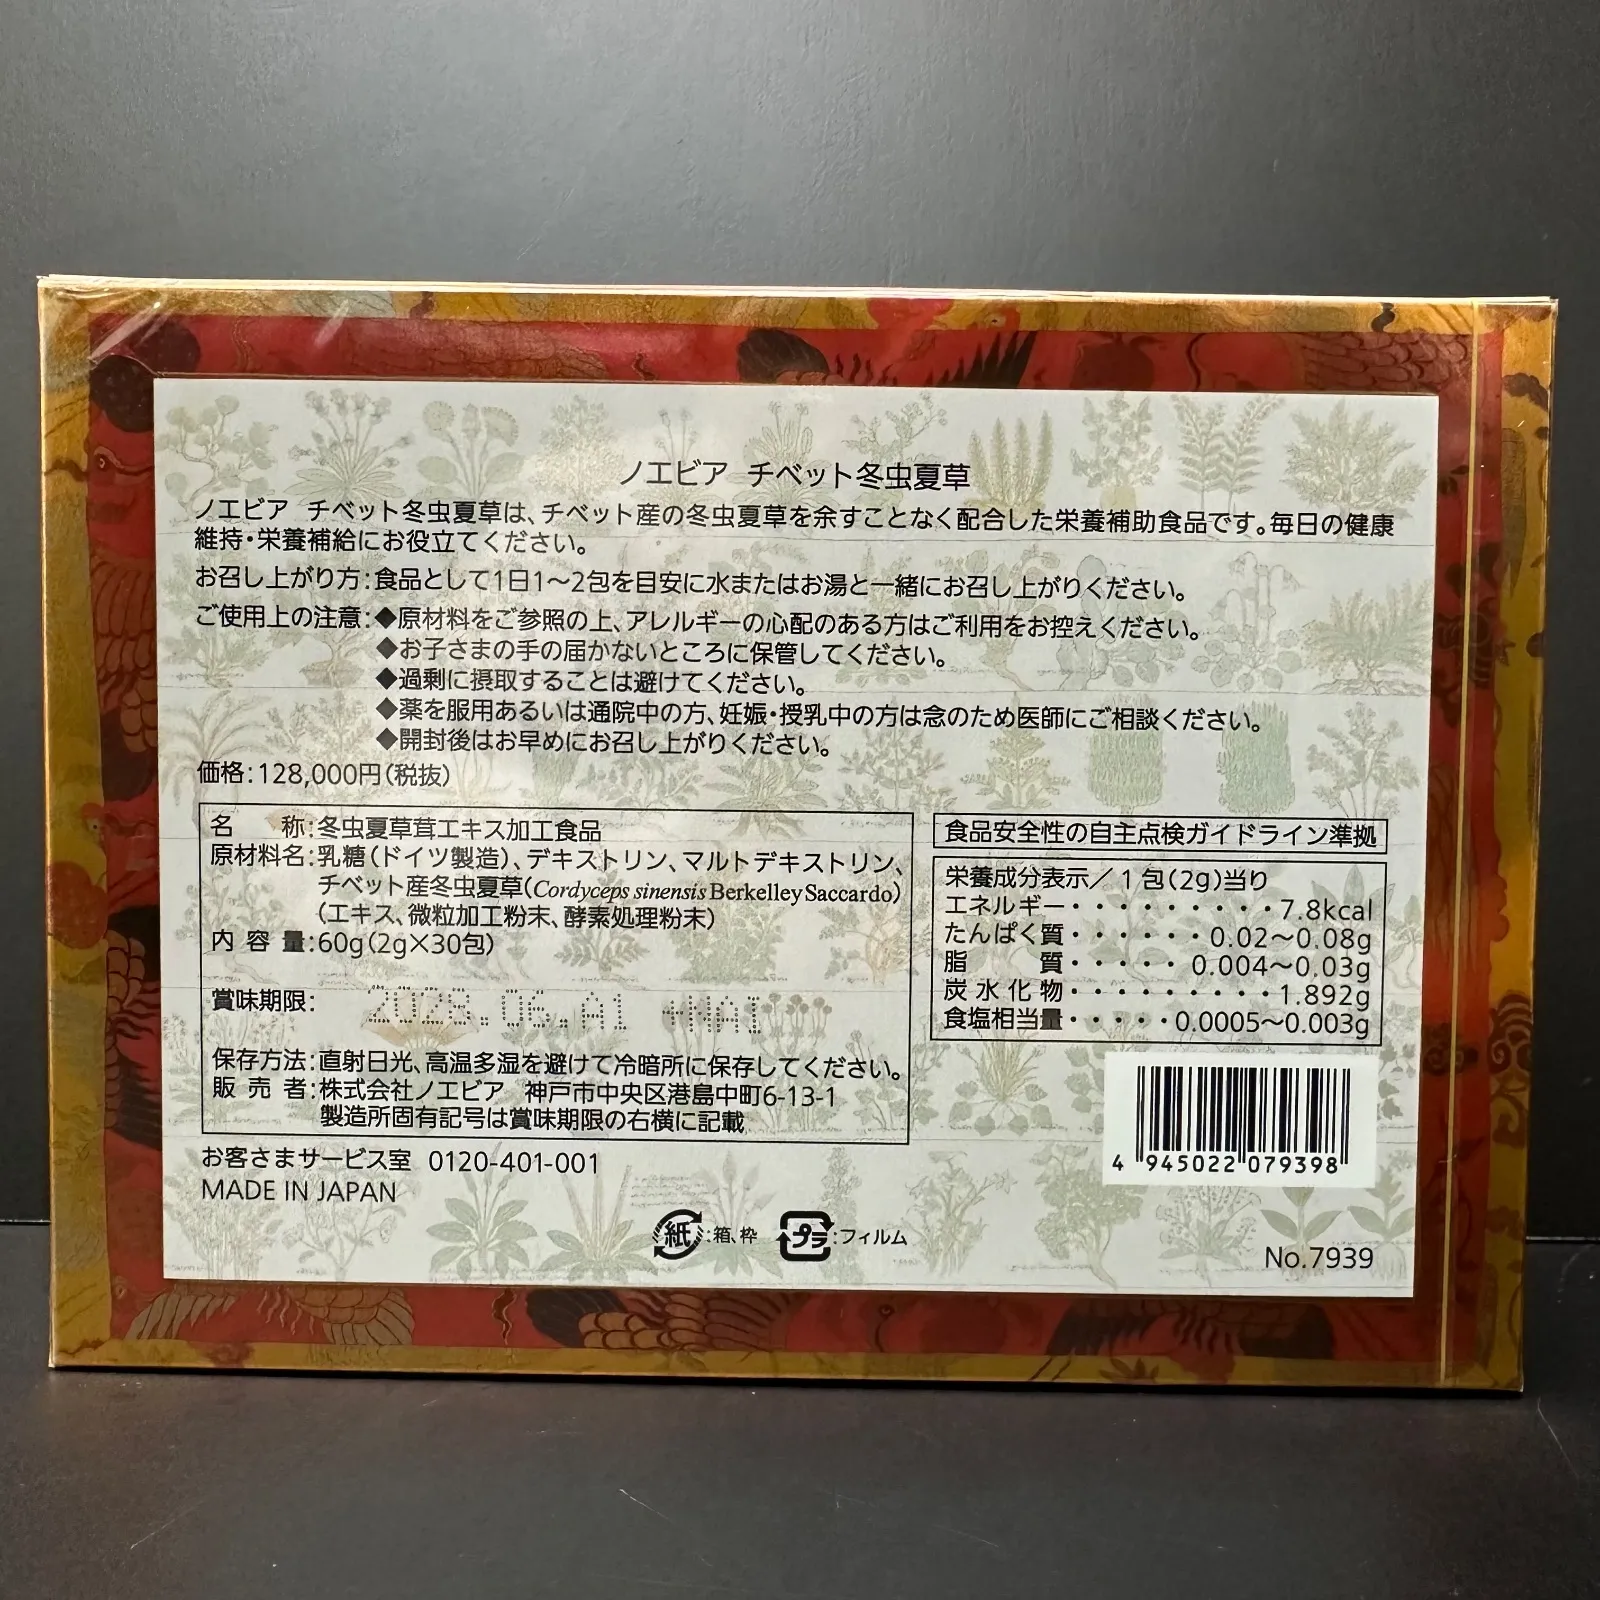 ノエビア チベット冬虫夏草
ノエビア チベット冬虫夏草は、チベット産の冬虫夏草を余すことなく配合した栄養補助食品です。毎日の健康
維持・栄養補給にお役立てください。
お召し上がり方：食品として1日1～2包を目安に水またはお湯と一緒にお召し上がりください。
ご使用上の注意：◆原材料をご参照の上、アレルギーの心配のある方はご利用をお控えください。
◆お子さまの手の届かないところに保管してください。
◆過剰に摂取することは避けてください。
◆薬を服用あるいは通院中の方、妊娠・授乳中の方は念のため医師にご相談ください。
◆開封後はお早めにお召し上がりください。
価格：128,000円（税抜）
名 称：冬虫夏草茸エキス加工食品
原材料名：乳糖（ドイツ製造）、デキストリン、マルトデキストリン、
チベット産冬虫夏草（Cordyceps sinensis Berkelley Saccardo）
（エキス、微粒加工粉末、酵素処理粉末）
内 容 量：60g（2g×30包）
賞味期限： 2028.06.A1 +NAI
保存方法：直射日光、高温多湿を避けて冷暗所に保存してください。
販 売 者：株式会社ノエビア 神戸市中央区港島中町6-13-1
製造所固有記号は賞味期限の右横に記載
お客さまサービス室 0120-401-001
MADE IN JAPAN
食品安全性の自主点検ガイドライン準拠
栄養成分表示／1包（2g）当り
エネルギー・・・・・・・・・7.8kcal
たんぱく質・・・・・・0.02～0.08g
脂 質・・・・・0.004～0.03g
炭水化物・・・・・・・・・1.892g
食塩相当量・・・・・0.0005～0.003g
4 945022 079398
紙：箱、枠 プラ：フィルム
No.7939